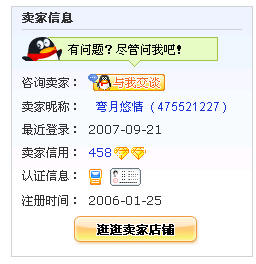 卖家信息
有问题？尽管问我吧！
咨询卖家： 与我交谈
卖家昵称： 弯月悠情（475521227）
最近登录： 2007-09-21
卖家信用： 458
认证信息：
注册时间： 2006-01-25
逛逛卖家店铺